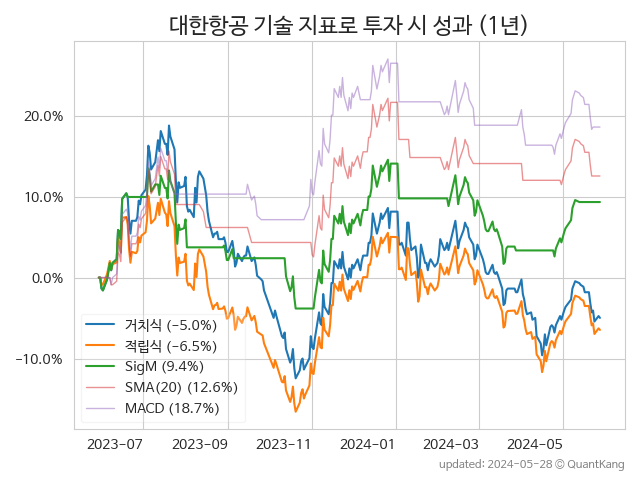 대한항공 기술 지표로 투자 시 성과 (1년)
20.0%
10.0%
0.0%
−10.0%
거치식 (−5.0%)
적립식 (−6.5%)
SigM (9.4%)
SMA(20) (12.6%)
MACD (18.7%)
2023−07 2023−09 2023−11 2024−01 2024−03 2024−05
updated: 2024−05−28 © QuantKang